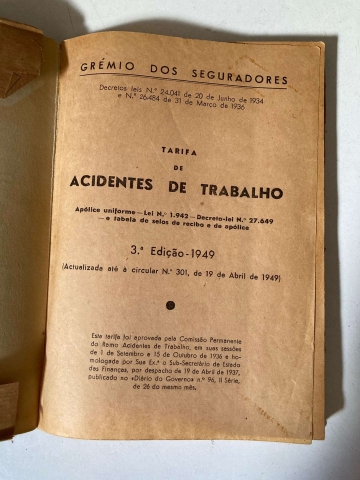 GRÉMIO DOS SEGURADORES
Decretos leis N.º 24.041 de 20 de Junho de 1934
e N.º 26.484 de 31 de Março de 1936
TARIFA
DE
ACIDENTES DE TRABALHO
Apólice uniforme—Lei N.º 1.942—Decreto-lei N.º 27.649
—e tabela de selos de recibo e de apólice
3.ª Edição-1949
(Actualizada até à circular N.º 301, de 19 de Abril de 1949)
Este tarifa foi aprovada pela Comissão Permanente
do Ramo Acidentes de Trabalho, em suas sessões
de 1 de Setembro e 15 de Outubro de 1936 e ho-
mologada por Sua Ex.ª o Sub-Secretário de Estado
das Finanças, por despacho de 19 de Abril de 1937,
publicado no «Diário do Governo» n.º 96, II Série,
de 26 do mesmo mês.